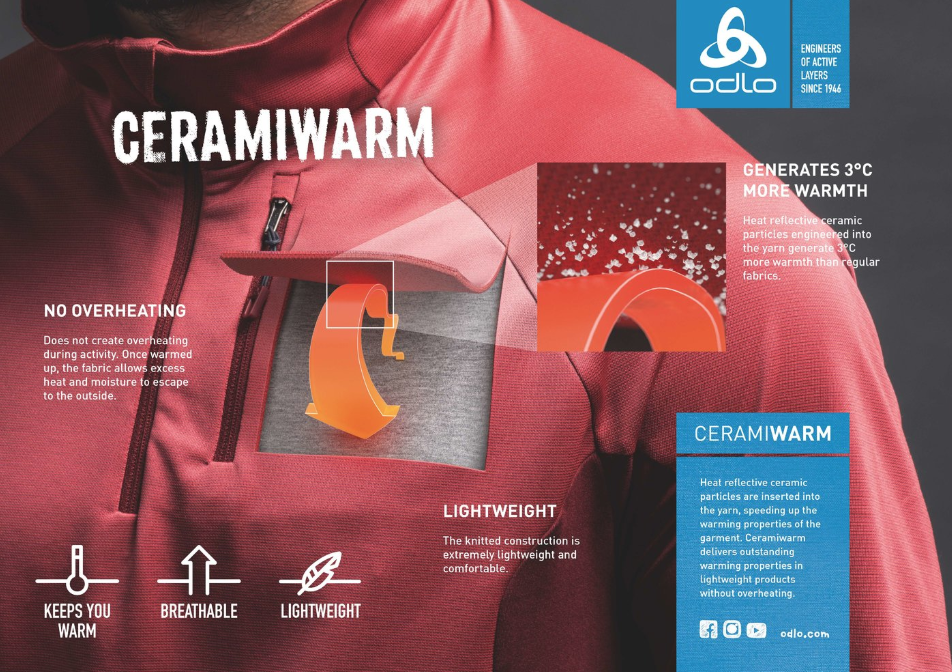 odlo
ENGINEERS
OF ACTIVE
LAYERS
SINCE 1946
CERAMIWARM
GENERATES 3°C
MORE WARMTH
Heat reflective ceramic
particles engineered into
the yarn generate 3°C
more warmth than regular
fabrics.
NO OVERHEATING
Does not create overheating
during activity. Once warmed
up, the fabric allows excess
heat and moisture to escape
to the outside.
LIGHTWEIGHT
The knitted construction is
extremely lightweight and
comfortable.
CERAMIWARM
Heat reflective ceramic
particles are inserted into
the yarn, speeding up the
warming properties of the
garment. Ceramiwarm
delivers outstanding
warming properties in
lightweight products
without overheating.
odlo.com
KEEPS YOU
WARM
BREATHABLE
LIGHTWEIGHT